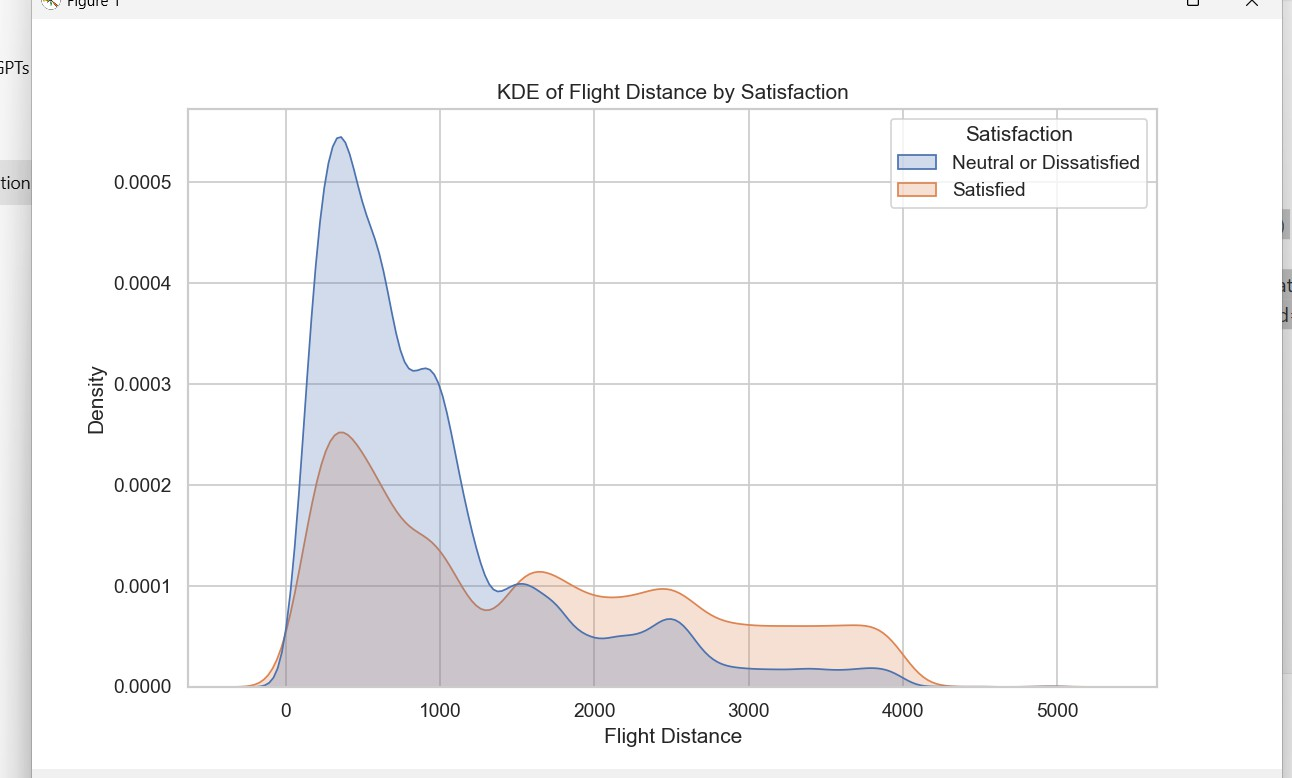 Figure 1
GPTs
tion
KDE of Flight Distance by Satisfaction
Satisfaction
Neutral or Dissatisfied
Satisfied
0.0005
0.0004
0.0003
0.0002
0.0001
0.0000
Density
0 1000 2000 3000 4000 5000
Flight Distance